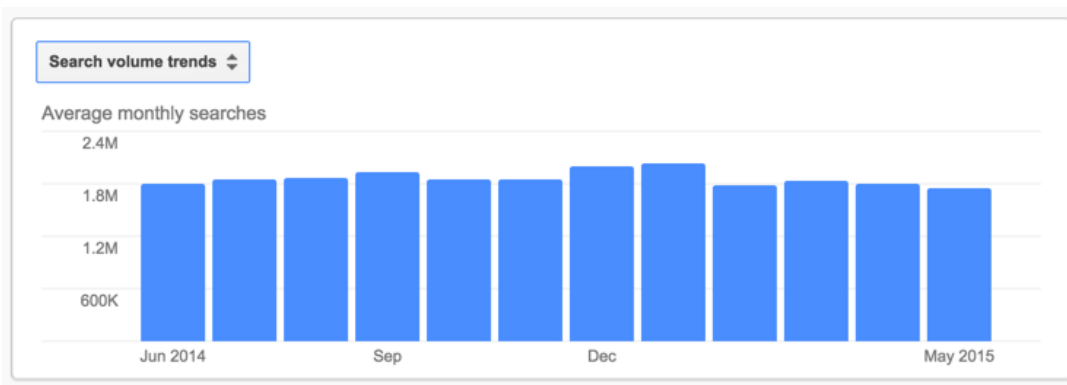 Search volume trends
Average monthly searches
2.4M
1.8M
1.2M
600K
Jun 2014 Sep Dec May 2015